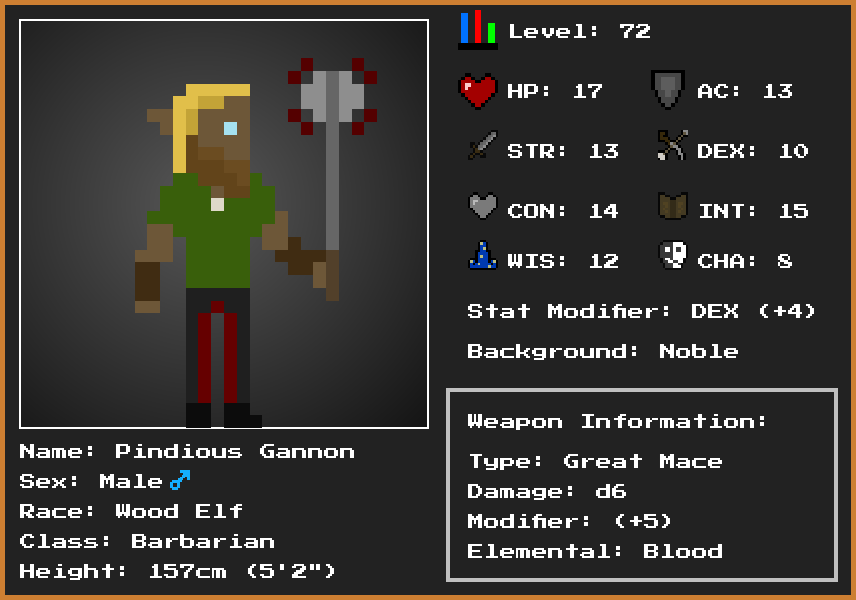 Level: 72
HP: 17 AC: 13
STR: 13 DEX: 10
CON: 14 INT: 15
WIS: 12 CHA: 8
Stat Modifier: DEX (+4)
Background: Noble
Weapon Information:
Type: Great Mace
Damage: d6
Modifier: (+5)
Elemental: Blood
Name: Pindious Gannon
Sex: Male ♂
Race: Wood Elf
Class: Barbarian
Height: 157cm (5'2")